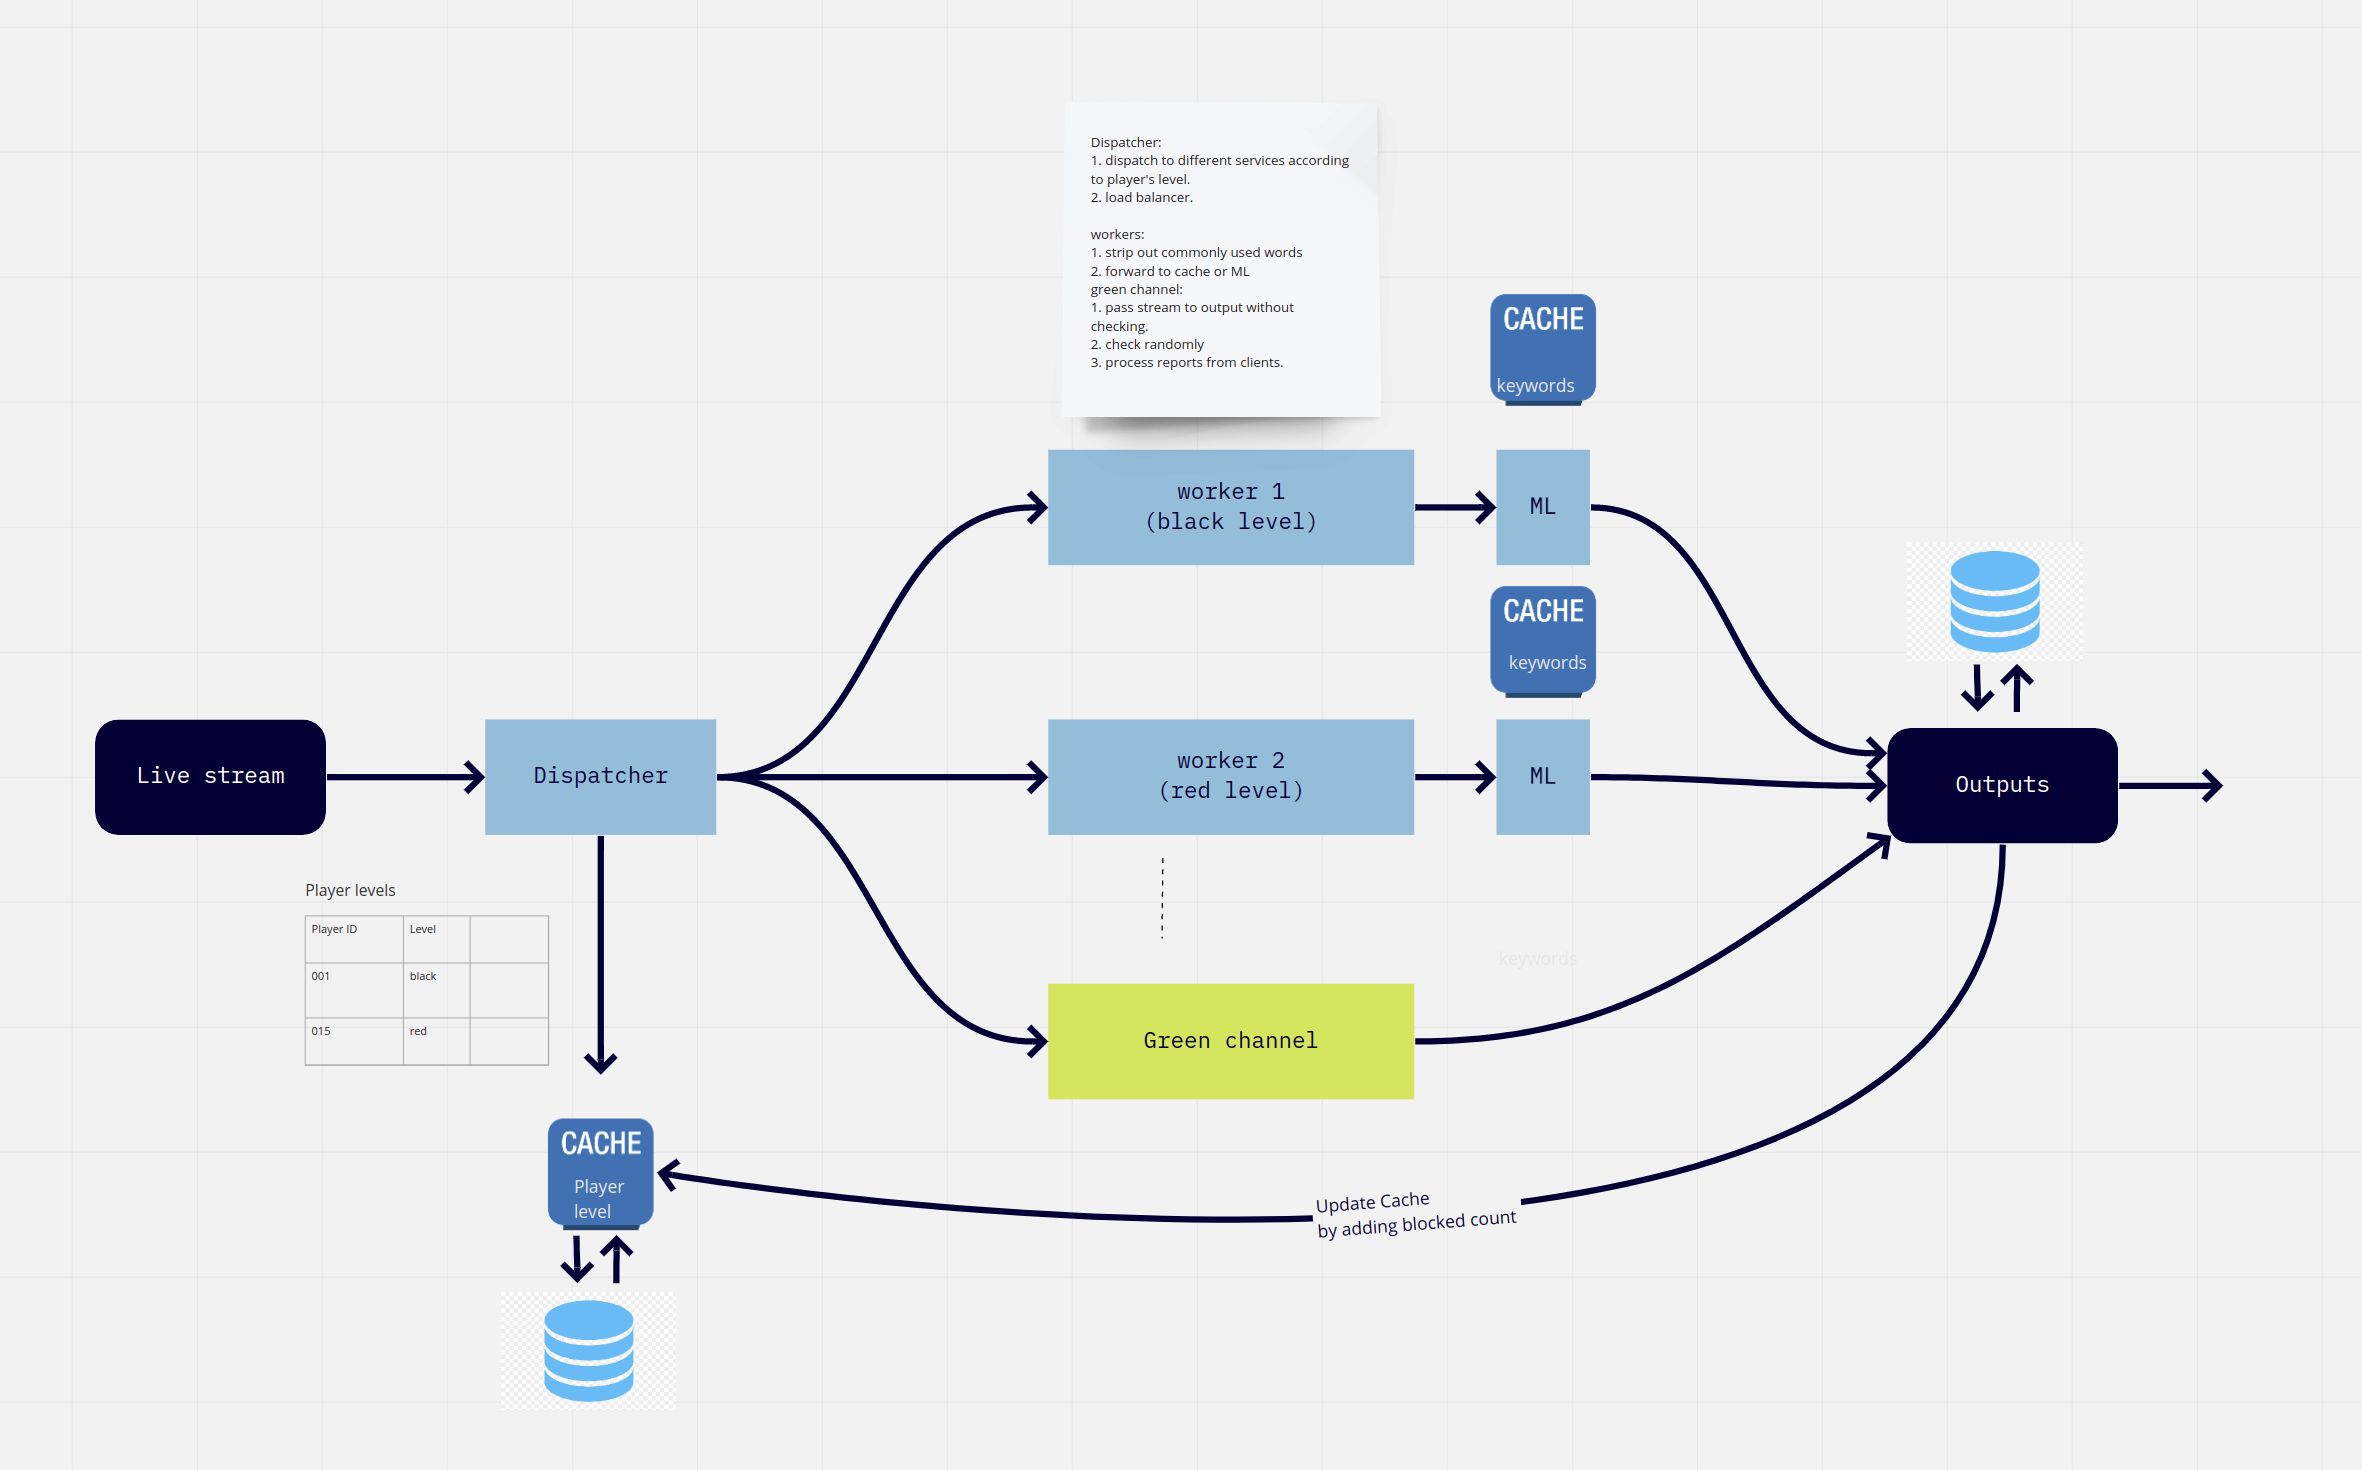 Dispatcher:
1. dispatch to different services according
to player's level.
2. load balancer.
workers:
1. strip out commonly used words
2. forward to cache or ML
green channel:
1. pass stream to output without
checking.
2. check randomly
3. process reports from clients.
CACHE
keywords
worker 1
(black level)
ML
CACHE
keywords
Live stream
Dispatcher
worker 2
(red level)
ML
Outputs
Player levels
Player ID
Level
001
black
015
red
keywords
Green channel
CACHE
Player
level
Update Cache
by adding blocked count